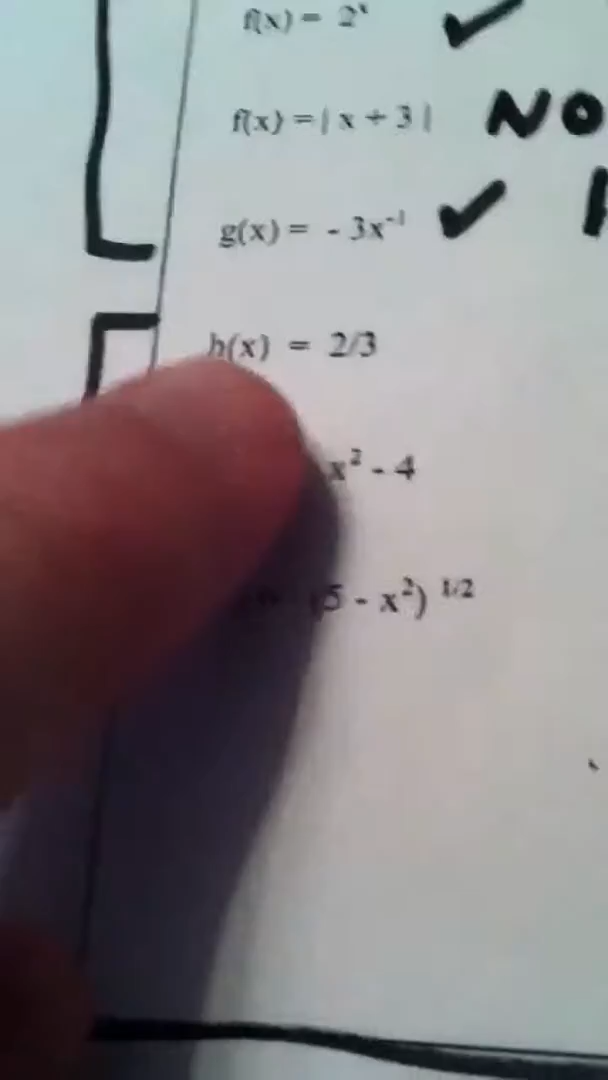 f(x) = 2ˣ ✓
f(x) = | x + 3 | NO
g(x) = - 3x⁻¹ ✓
h(x) = 2/3
x² - 4
(5 - x²) ^1/2